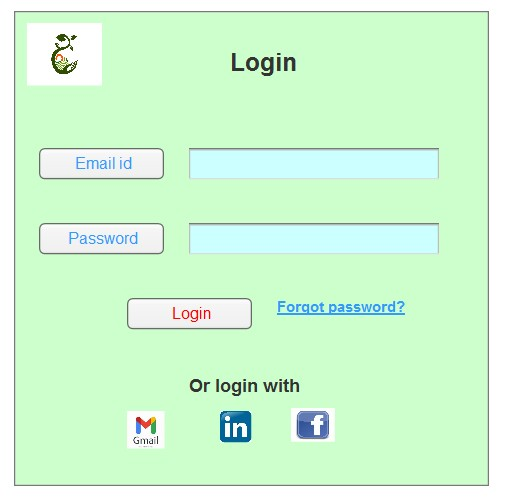 Login
Email id
Password
Login
Forgot password?
Or login with
Gmail
in
f